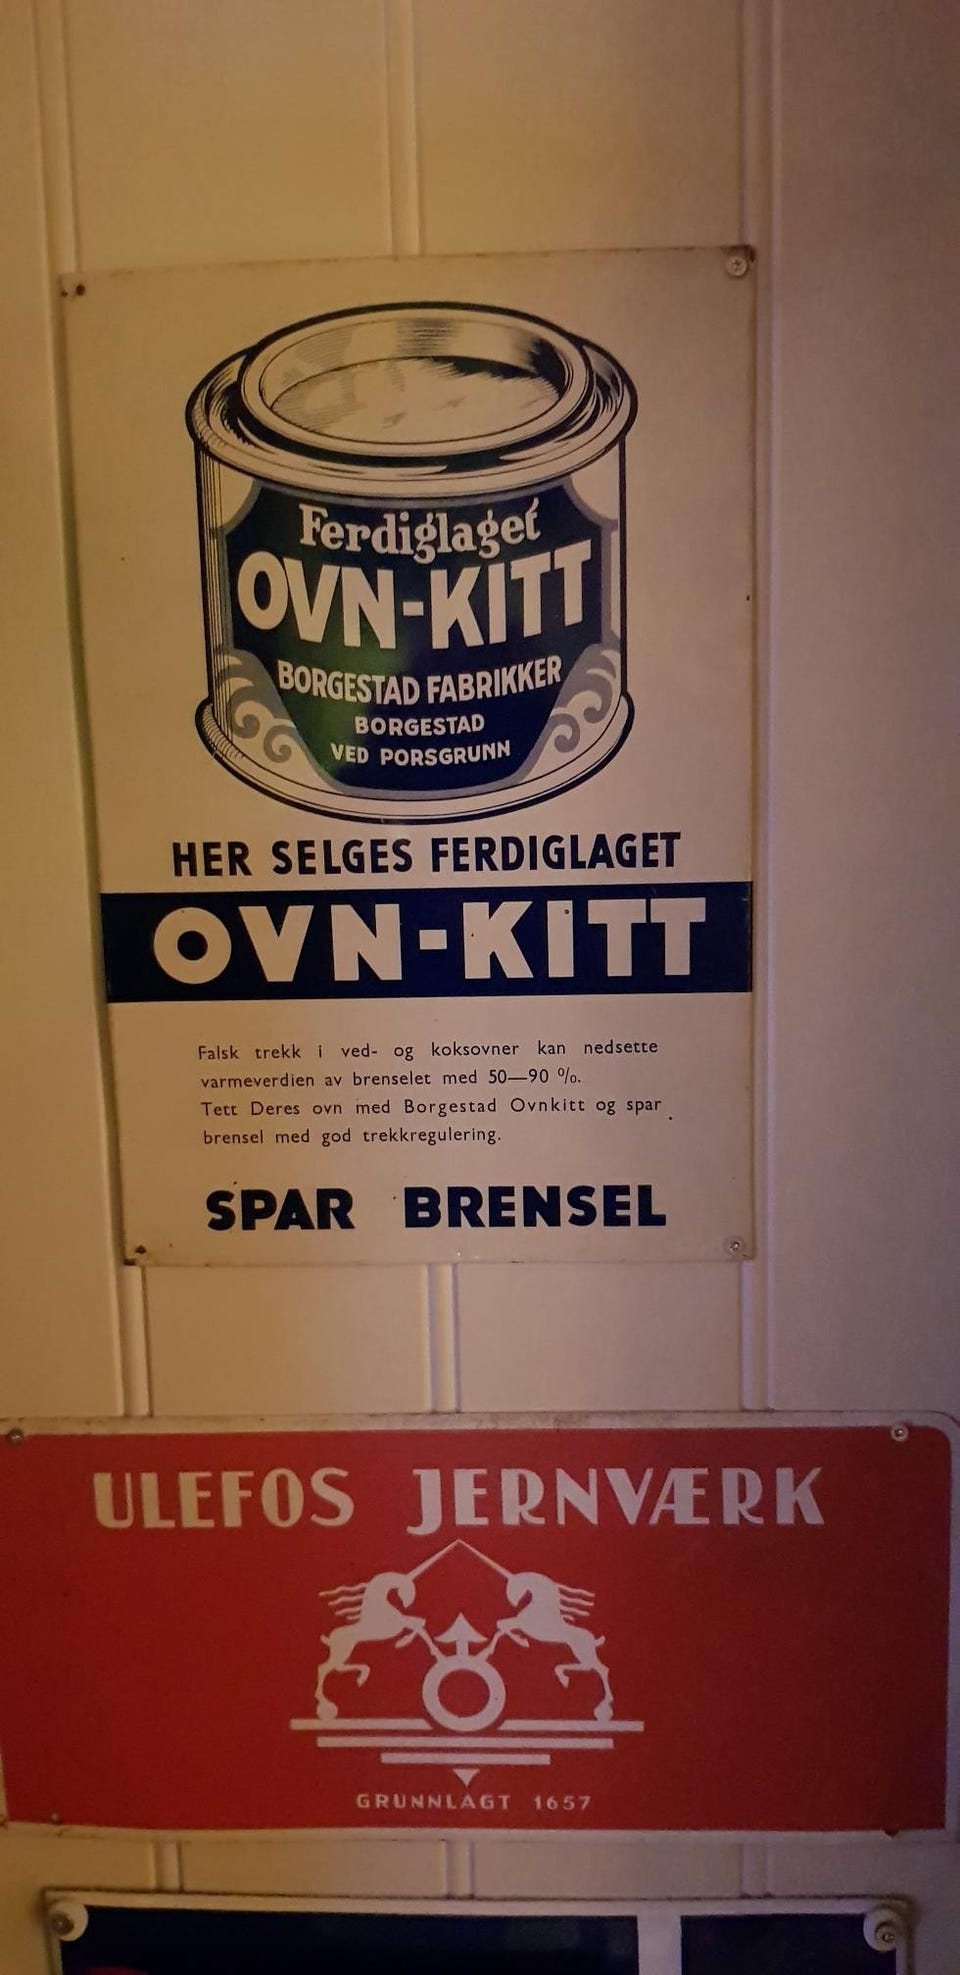 Ferdiglaget
OVN-KITT
BORGESTAD FABRIKKER
BORGESTAD
VED PORSGRUNN
HER SELGES FERDIGLAGET
OVN-KITT
Falsk trekk i ved- og koksovner kan nedsette
varmeverdien av brenselet med 50—90 %.
Tett Deres ovn med Borgestad Ovnkitt og spar
brensel med god trekkregulering.
SPAR BRENSEL
ULEFOS JERNVÆRK
GRUNNLAGT 1657